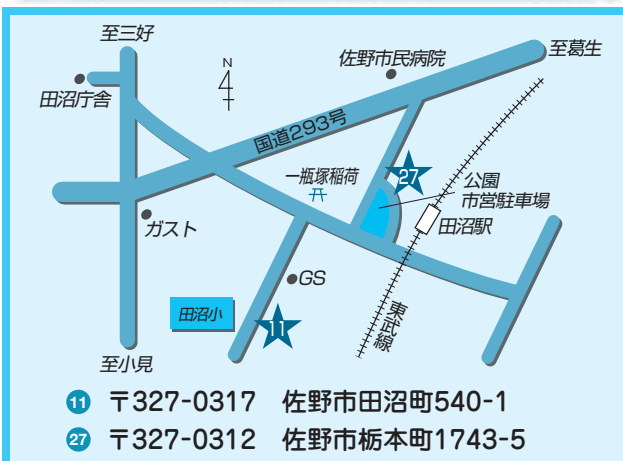 至三好
至葛生
佐野市民病院
N
田沼庁舎
国道293号
一瓶塚稲荷
27
公園
市営駐車場
田沼駅
ガスト
GS
田沼小
11
東武線
至小見
11 〒327-0317 佐野市田沼町540-1
27 〒327-0312 佐野市栃本町1743-5